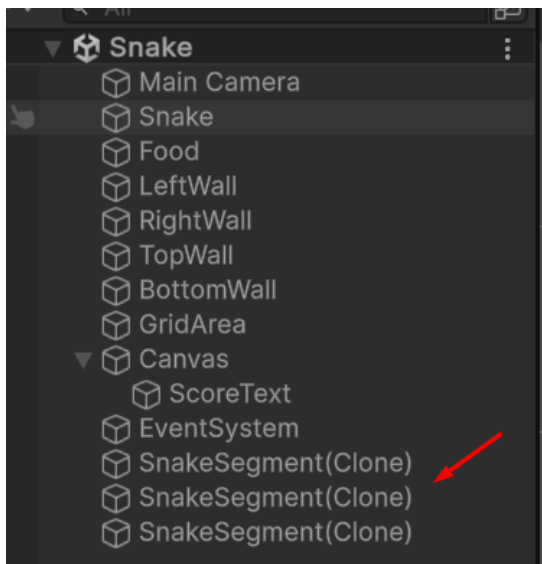 All
Snake
Main Camera
Snake
Food
LeftWall
RightWall
TopWall
BottomWall
GridArea
Canvas
ScoreText
EventSystem
SnakeSegment(Clone)
SnakeSegment(Clone)
SnakeSegment(Clone)